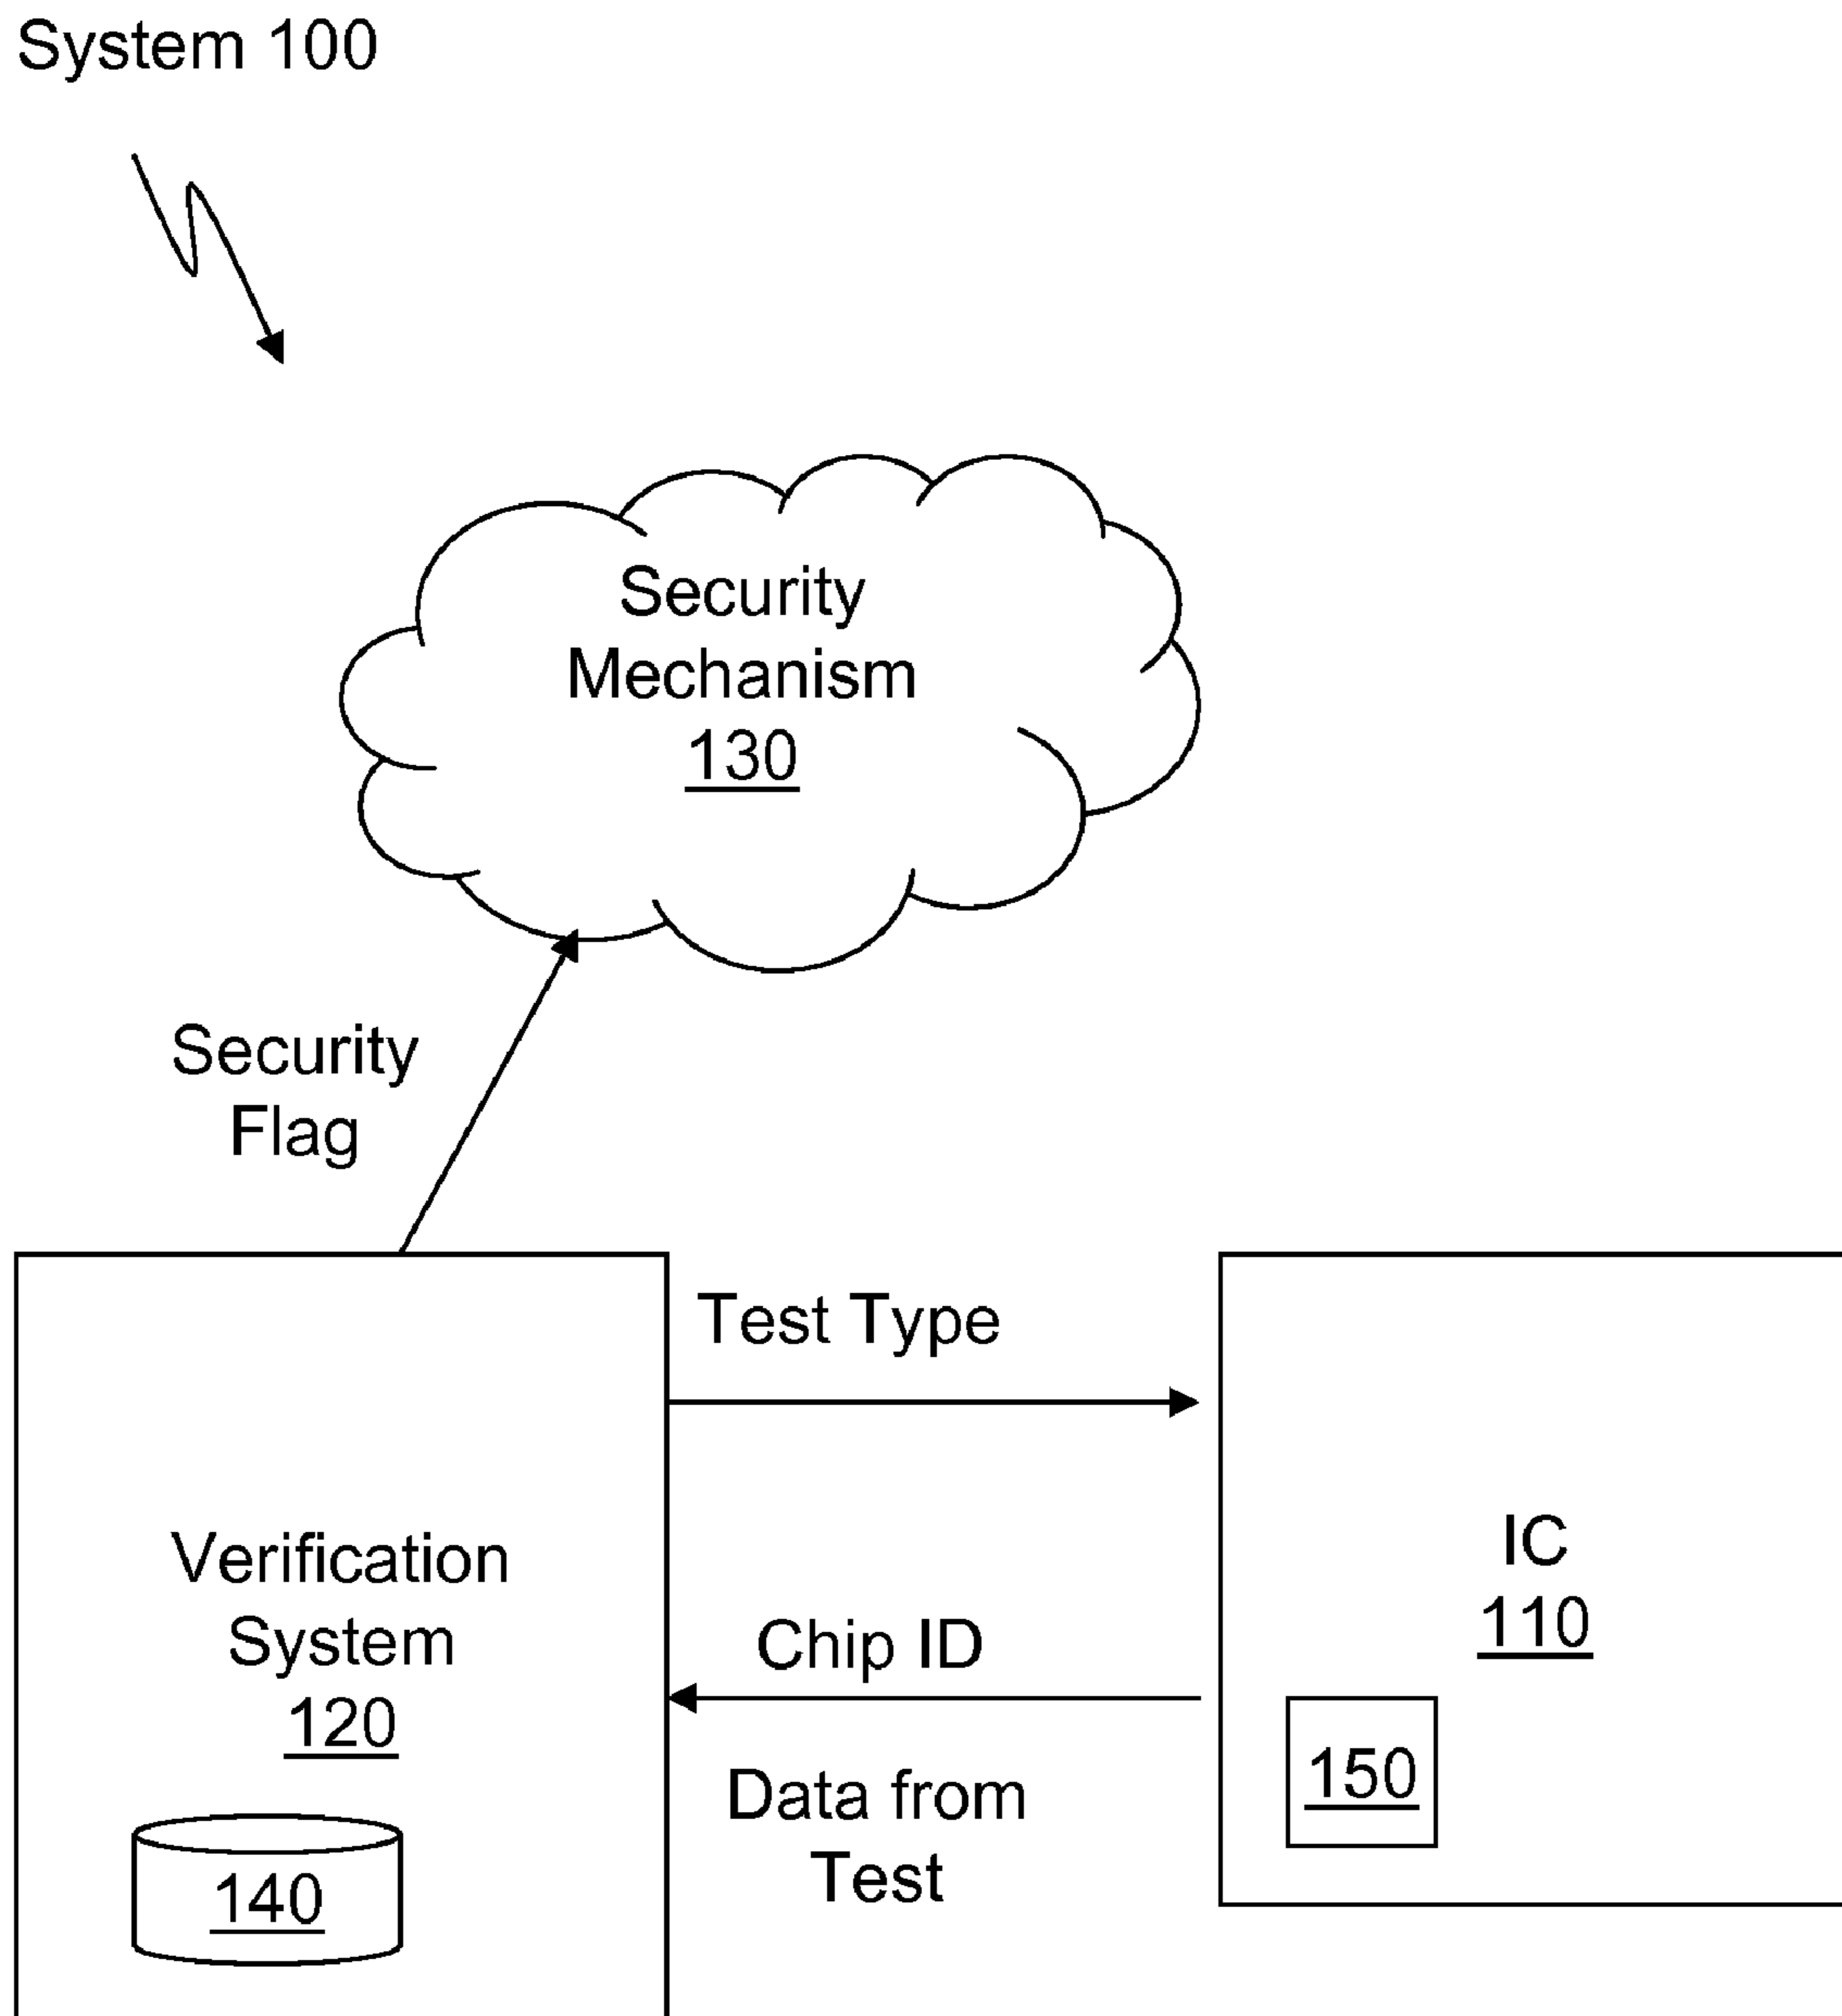 System 100
Security
Mechanism
130
Security
Flag
Test Type
Verification
System
120
Chip ID
Data from
Test
IC
110
150
140